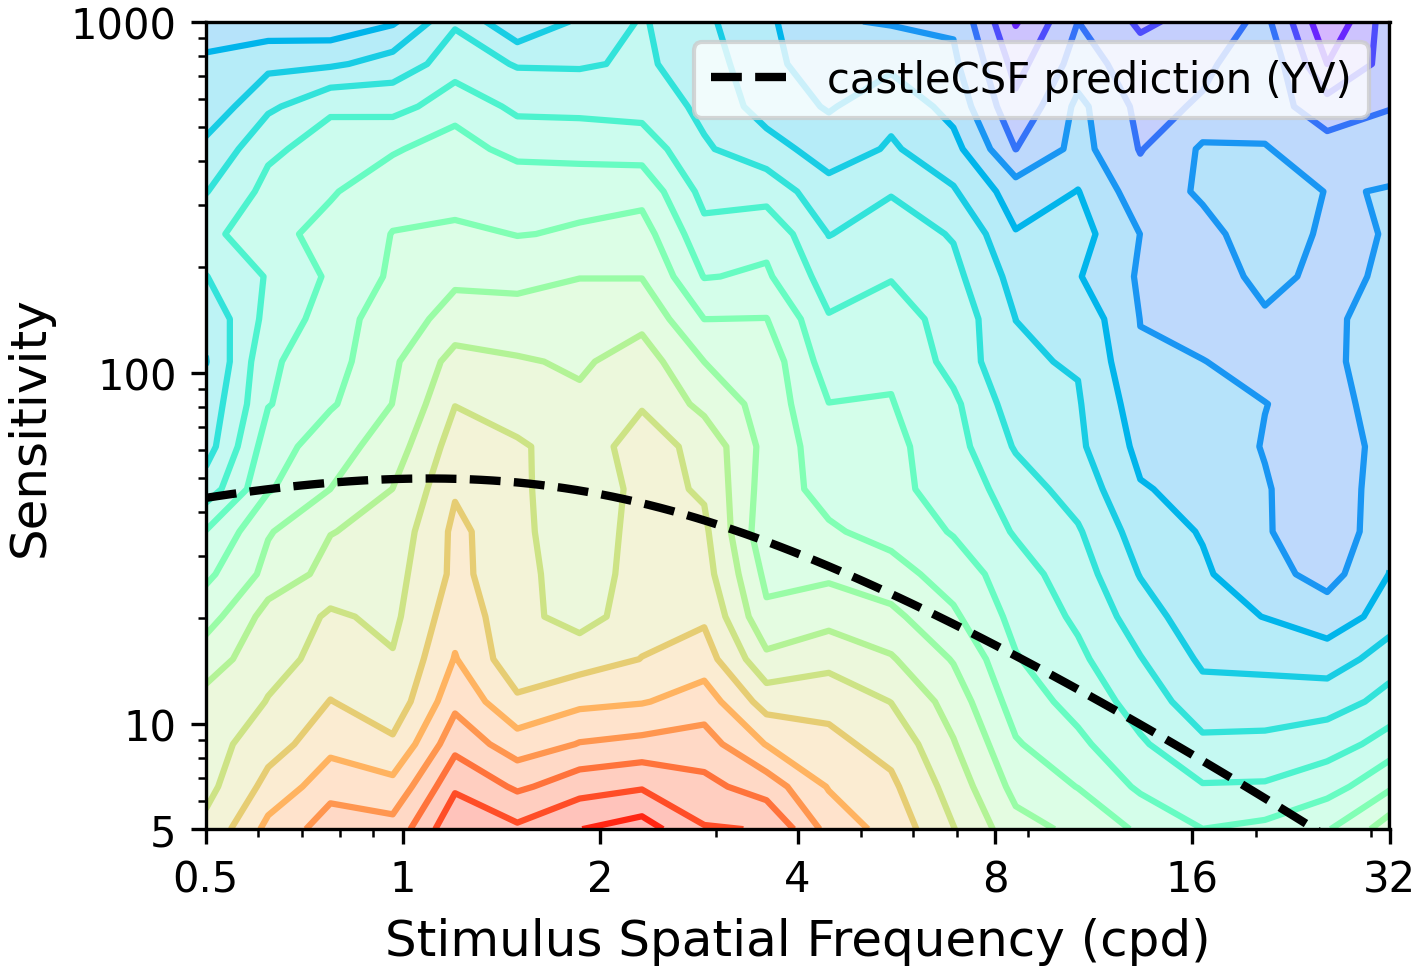 1000
castleCSF prediction (YV)
Sensitivity
100
10
5
0.5 1 2 4 8 16 32
Stimulus Spatial Frequency (cpd)